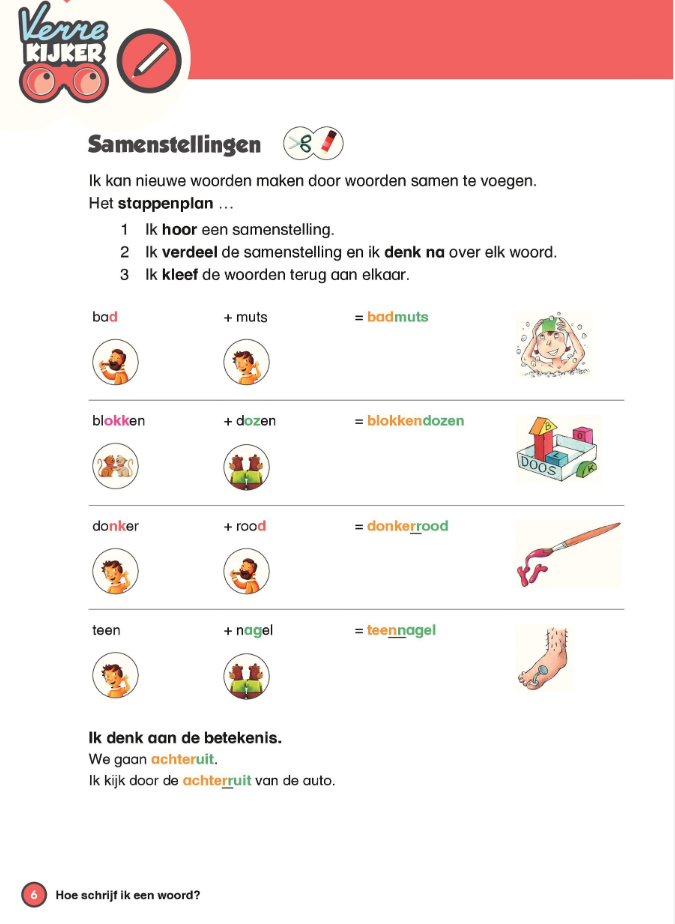 Verre
KIJKER
Samenstellingen
Ik kan nieuwe woorden maken door woorden samen te voegen.
Het stappenplan …
1 Ik hoor een samenstelling.
2 Ik verdeel de samenstelling en ik denk na over elk woord.
3 Ik kleef de woorden terug aan elkaar.
bad + muts = badmuts
blokken + dozen = blokkendozen
B
O
L
K
DOOS
donker + rood = donkerrood
teen + nagel = teennagel
Ik denk aan de betekenis.
We gaan achteruit.
Ik kijk door de achterruit van de auto.
6 Hoe schrijf ik een woord?